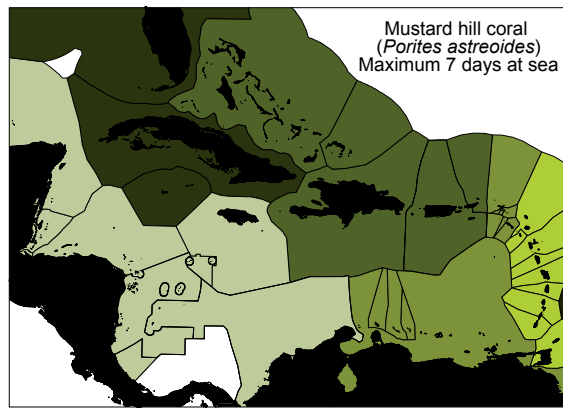 Mustard hill coral
(Porites astreoides)
Maximum 7 days at sea